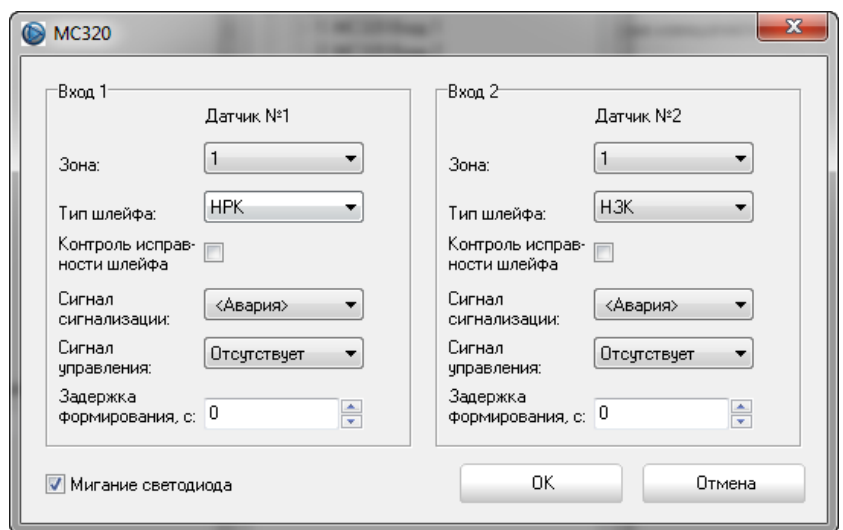 МС320
Вход 1
Датчик №1
Зона:
1
Тип шлейфа:
НРК
Контроль исправ-
ности шлейфа
Сигнал
сигнализации:
<Авария>
Сигнал
управления:
Отсутствует
Задержка
формирования, с:
0
Вход 2
Датчик №2
Зона:
1
Тип шлейфа:
НЗК
Контроль исправ-
ности шлейфа
Сигнал
сигнализации:
<Авария>
Сигнал
управления:
Отсутствует
Задержка
формирования, с:
0
Мигание светодиода
OK
Отмена